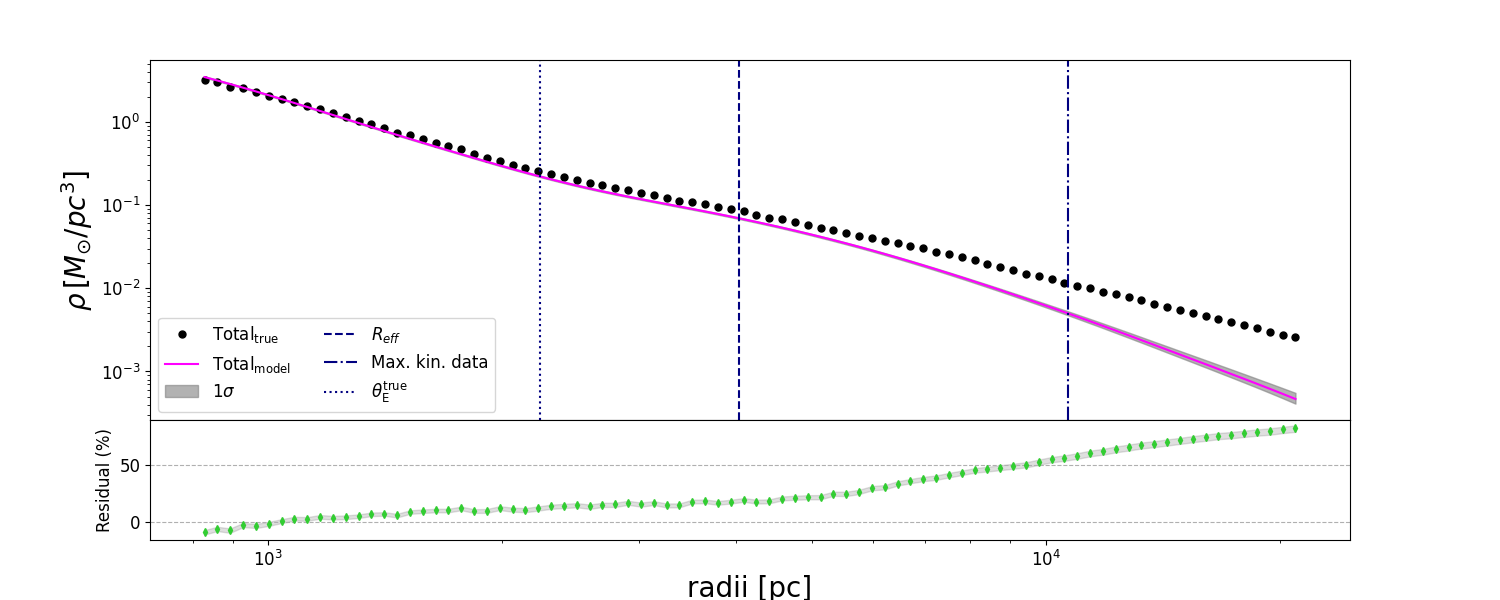 10⁰
10⁻¹
10⁻²
10⁻³
ρ [M⊙/pc³]
Total_true
Total_model
1σ
R_eff
Max. kin. data
θ_E^true
50
0
Residual (%)
10³
10⁴
radii [pc]